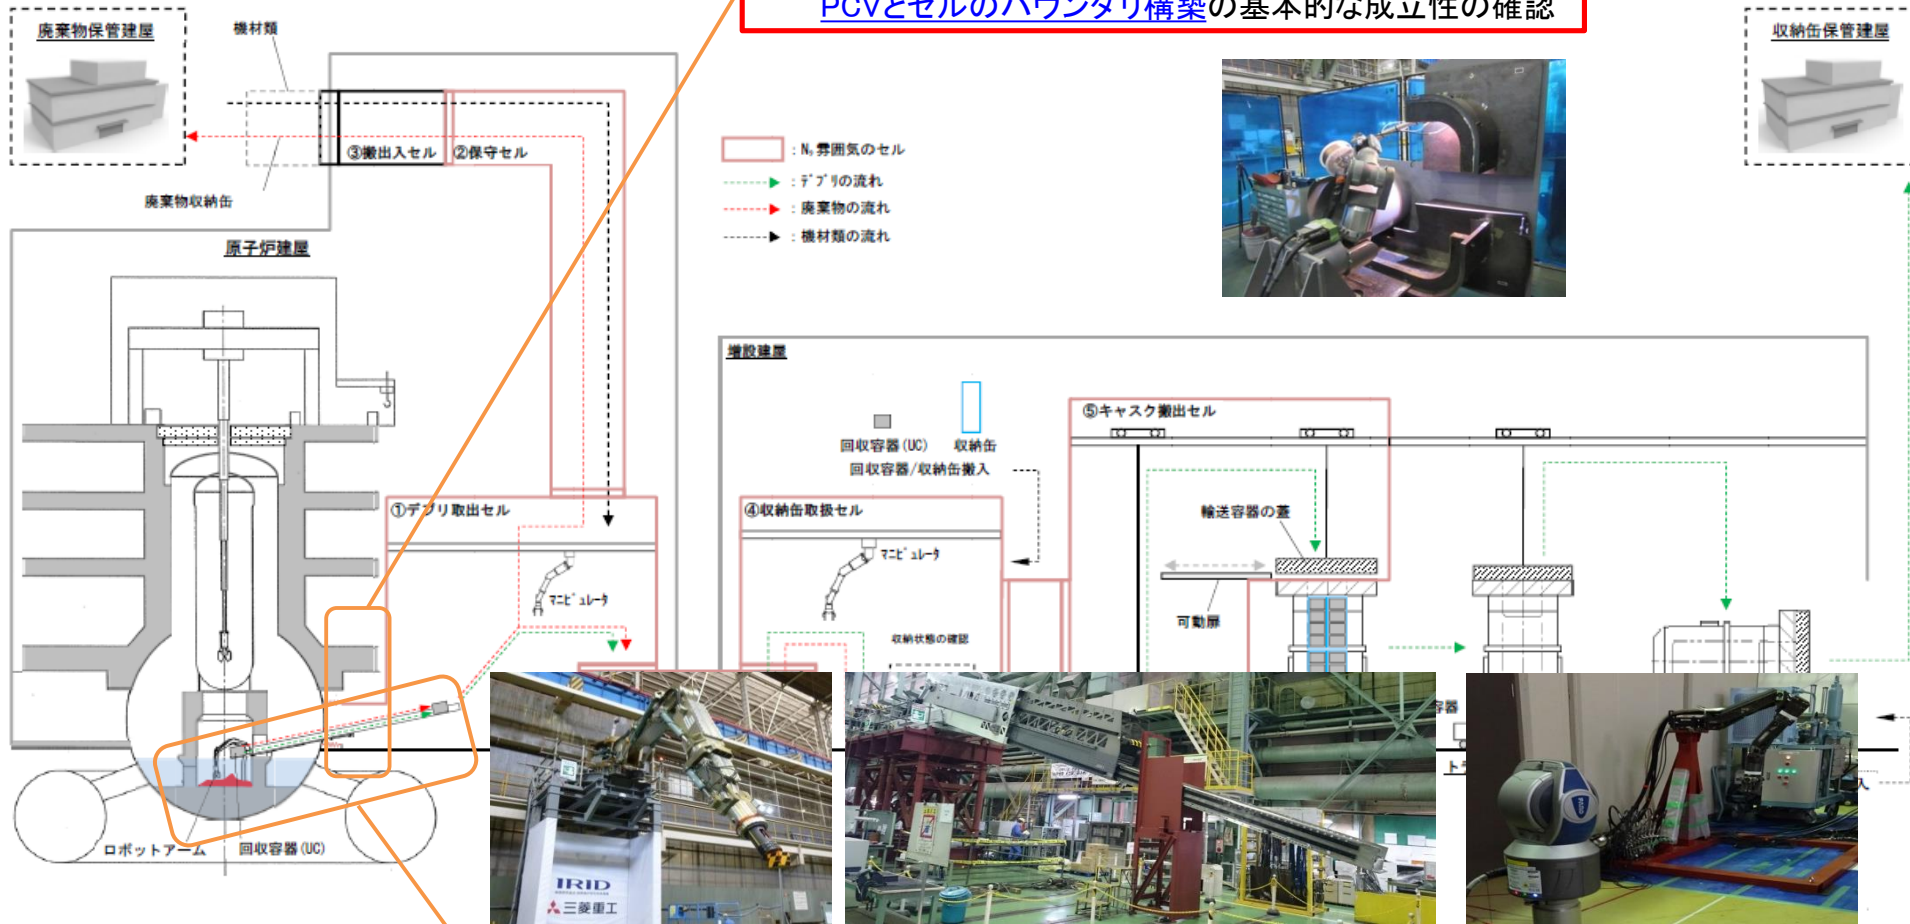 PCVとセルのバウンダリ構築の基本的な成立性の確認
廃棄物保管建屋
機材類
収納缶保管建屋
③搬出入セル
②保守セル
: N₂雰囲気のセル
: デブリの流れ
: 廃棄物の流れ
: 機材類の流れ
廃棄物収納缶
原子炉建屋
増設建屋
⑤キャスク搬出セル
回収容器(UC)
収納缶
回収容器/収納缶搬入
①デブリ取出セル
④収納缶取扱セル
輸送容器の蓋
マニピュレータ
マニピュレータ
可動扉
収納状態の確認
容器
ト
入
ロボットアーム
回収容器(UC)
IRID
三菱重工